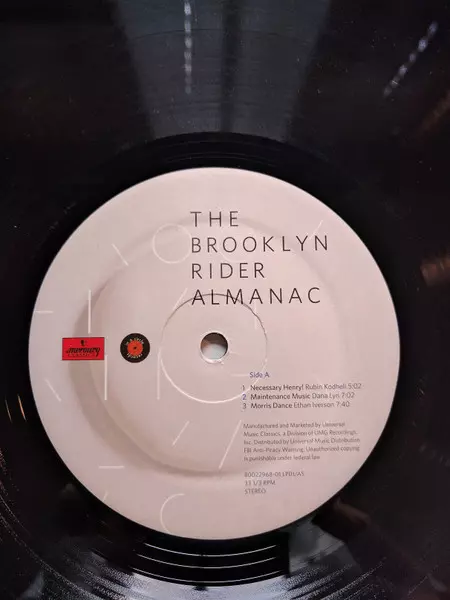 THE
BROOKLYN
RIDER
ALMANAC
mercury
Side A
1 Necessary Henry! Rubin Kodheli 5:02
2 Maintenance Music Dana Lyn 7:02
3 Morris Dance Ethan Iverson 7:40
Manufactured and Marketed by Universal
Music Classics, a Division of UMG Recordings,
Inc. Distributed by Universal Music Distribution
FBI Anti-Piracy Warning: Unauthorized copying
is punishable under federal law.
33 1/3 RPM
STEREO